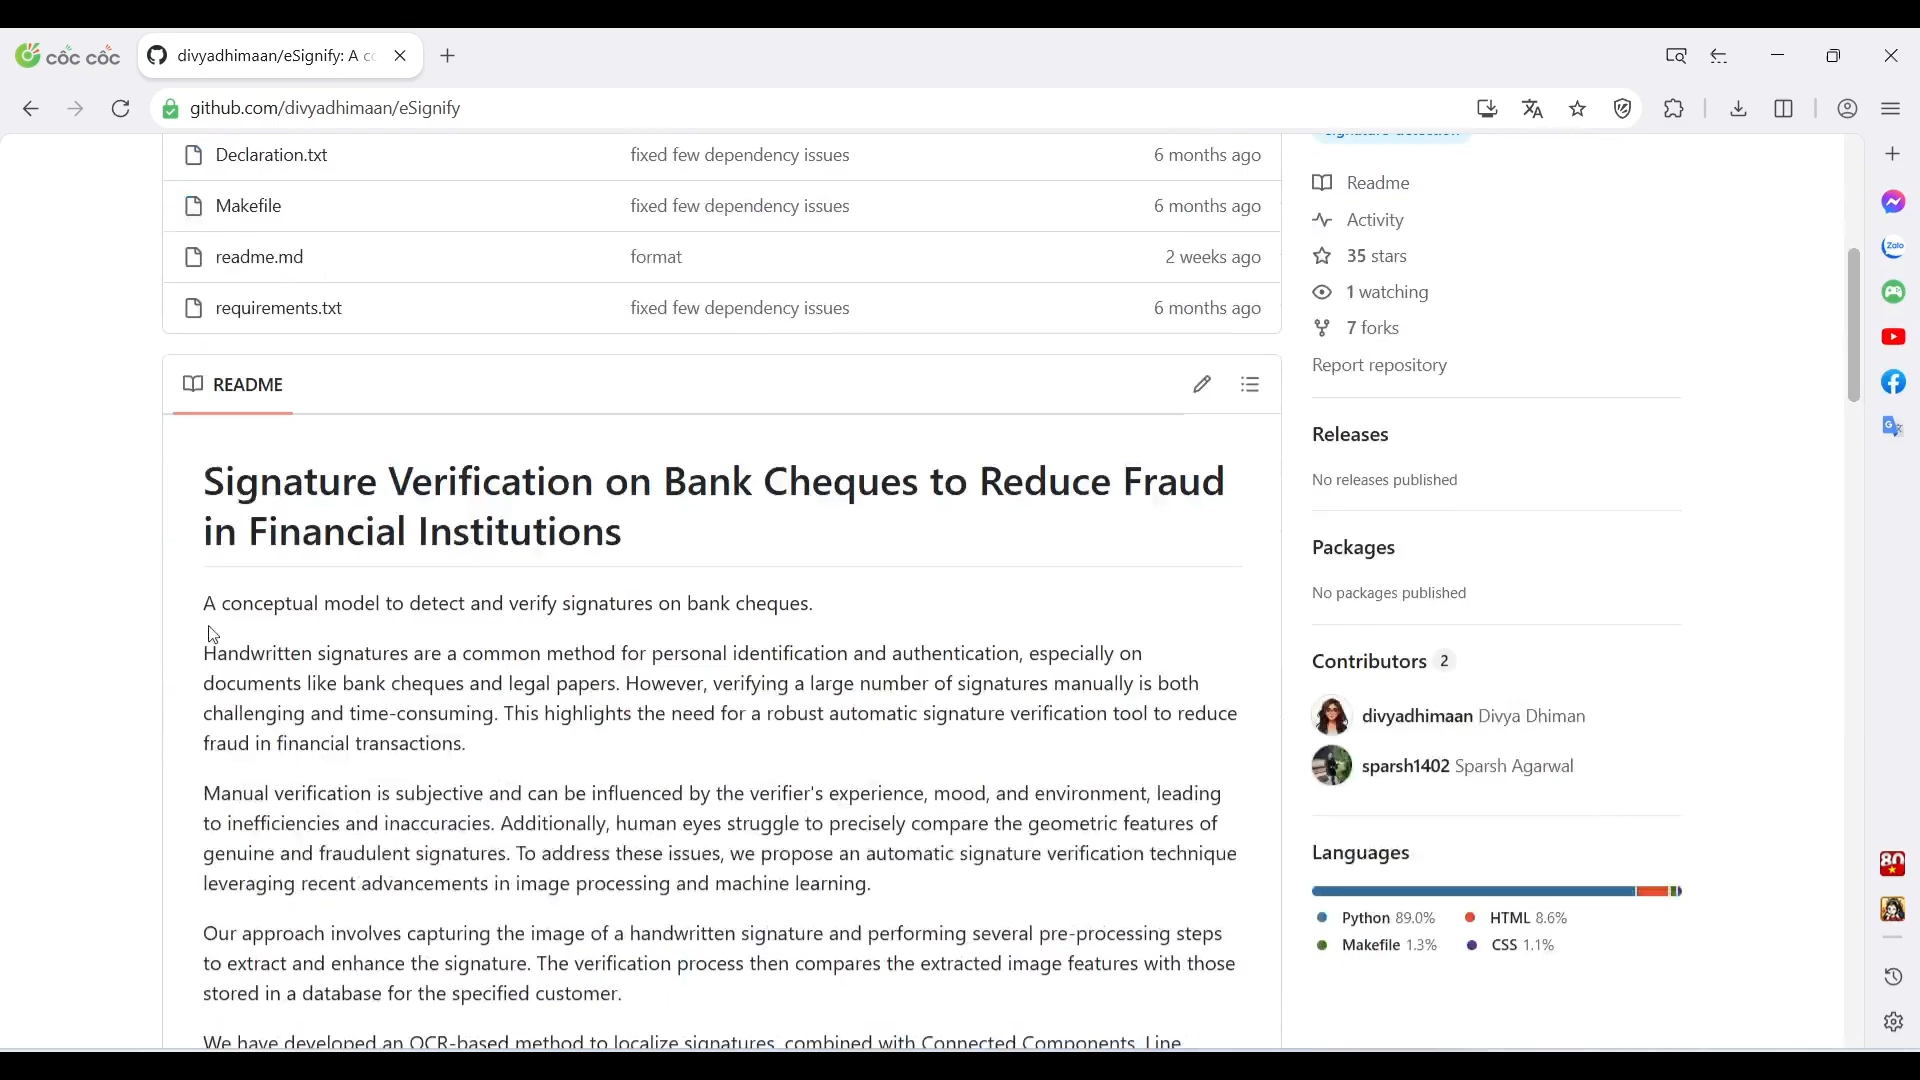 côc côc
divyadhimaan/eSignify: A co
github.com/divyadhimaan/eSignify
Declaration.txt fixed few dependency issues 6 months ago
Makefile fixed few dependency issues 6 months ago
readme.md format 2 weeks ago
requirements.txt fixed few dependency issues 6 months ago
README
Signature Verification on Bank Cheques to Reduce Fraud
in Financial Institutions
A conceptual model to detect and verify signatures on bank cheques.
Handwritten signatures are a common method for personal identification and authentication, especially on
documents like bank cheques and legal papers. However, verifying a large number of signatures manually is both
challenging and time-consuming. This highlights the need for a robust automatic signature verification tool to reduce
fraud in financial transactions.
Manual verification is subjective and can be influenced by the verifier's experience, mood, and environment, leading
to inefficiencies and inaccuracies. Additionally, human eyes struggle to precisely compare the geometric features of
genuine and fraudulent signatures. To address these issues, we propose an automatic signature verification technique
leveraging recent advancements in image processing and machine learning.
Our approach involves capturing the image of a handwritten signature and performing several pre-processing steps
to extract and enhance the signature. The verification process then compares the extracted image features with those
stored in a database for the specified customer.
We have developed an OCR-based method to localize signatures, combined with Connected Components, Line
signature-detection
Readme
Activity
35 stars
1 watching
7 forks
Report repository
Releases
No releases published
Packages
No packages published
Contributors 2
divyadhimaan Divya Dhiman
sparsh1402 Sparsh Agarwal
Languages
Python 89.0% HTML 8.6%
Makefile 1.3% CSS 1.1%
Zalo
80